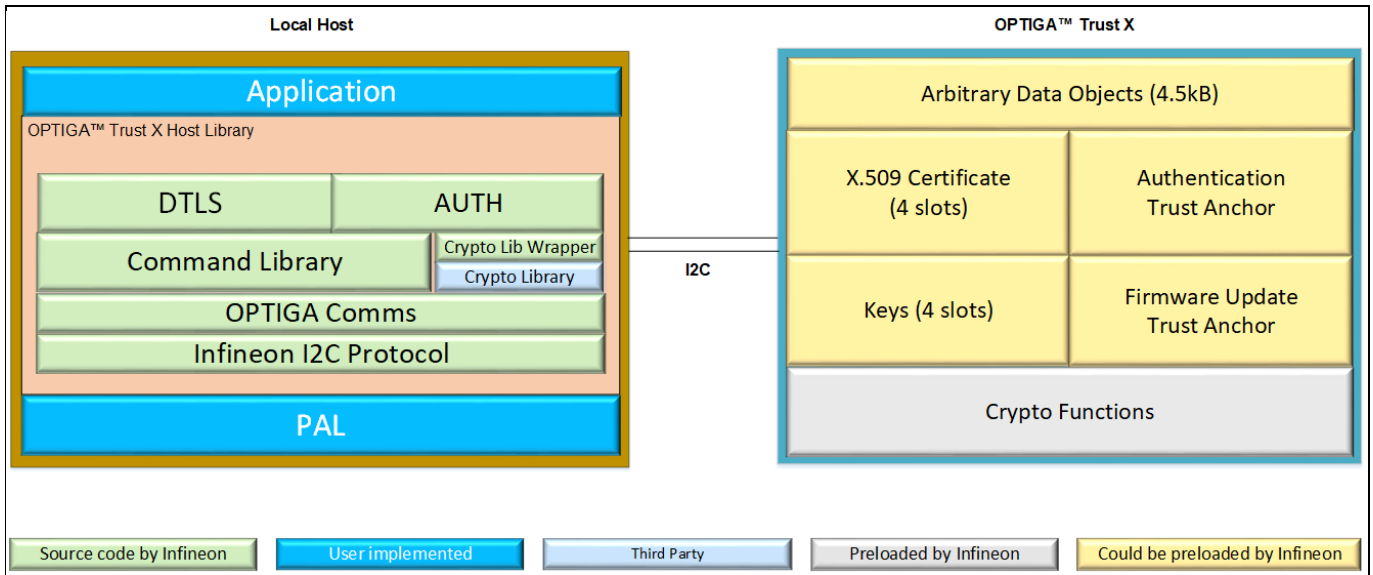 Local Host
OPTIGA™ Trust X
Application
OPTIGA™ Trust X Host Library
DTLS
AUTH
Command Library
Crypto Lib Wrapper
Crypto Library
OPTIGA Comms
Infineon I2C Protocol
PAL
I2C
Arbitrary Data Objects (4.5kB)
X.509 Certificate
(4 slots)
Authentication
Trust Anchor
Keys (4 slots)
Firmware Update
Trust Anchor
Crypto Functions
Source code by Infineon
User implemented
Third Party
Preloaded by Infineon
Could be preloaded by Infineon